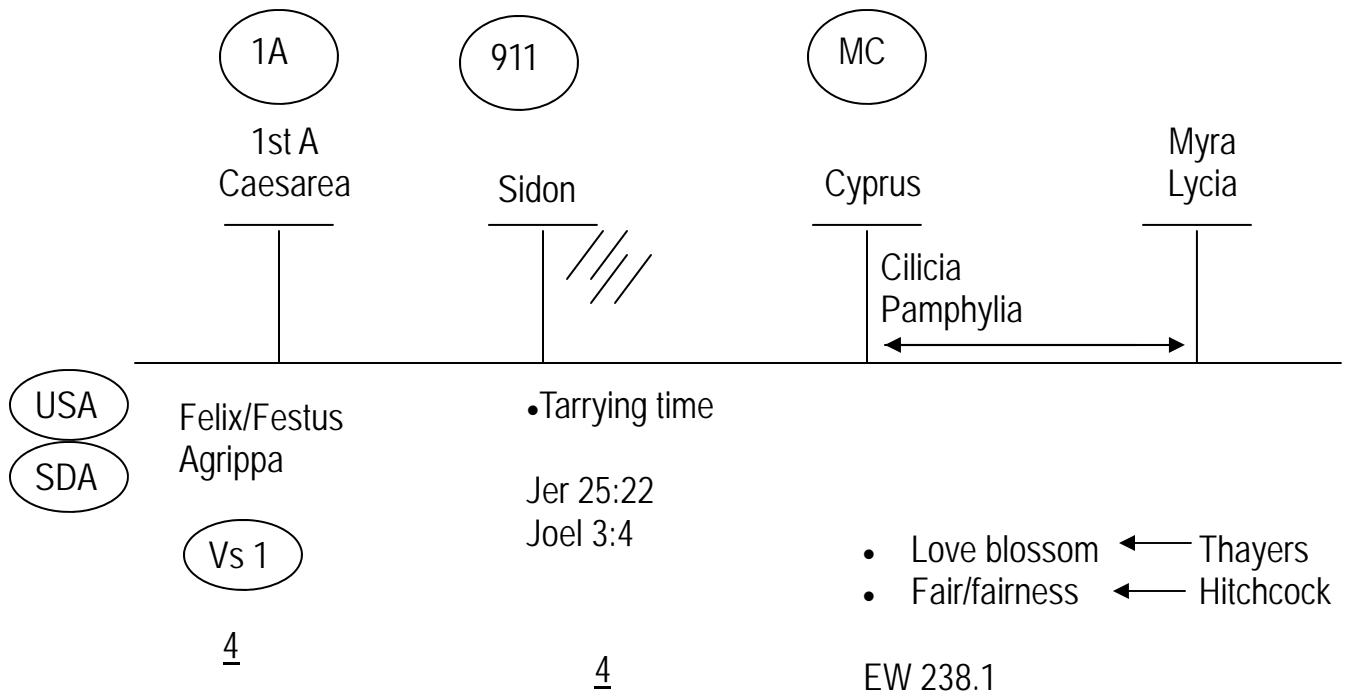 1A
911
MC
1st A
Caesarea
Sidon
Cyprus
Myra
Lycia
Cilicia
Pamphylia
USA
SDA
Felix/Festus
Agrippa
Vs 1
4
•Tarrying time
Jer 25:22
Joel 3:4
4
• Love blossom Thayers
• Fair/fairness Hitchcock
EW 238.1